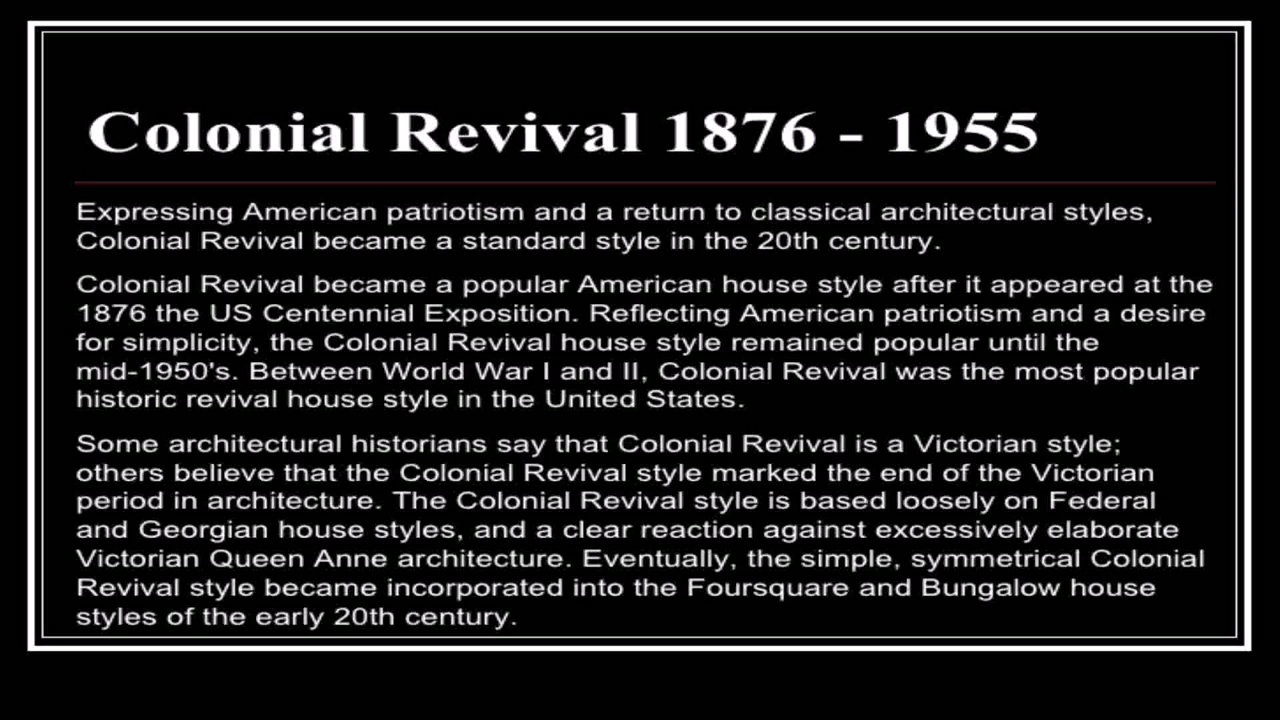 Colonial Revival 1876 - 1955
Expressing American patriotism and a return to classical architectural styles,
Colonial Revival became a standard style in the 20th century.
Colonial Revival became a popular American house style after it appeared at the
1876 the US Centennial Exposition. Reflecting American patriotism and a desire
for simplicity, the Colonial Revival house style remained popular until the
mid-1950's. Between World War I and II, Colonial Revival was the most popular
historic revival house style in the United States.
Some architectural historians say that Colonial Revival is a Victorian style;
others believe that the Colonial Revival style marked the end of the Victorian
period in architecture. The Colonial Revival style is based loosely on Federal
and Georgian house styles, and a clear reaction against excessively elaborate
Victorian Queen Anne architecture. Eventually, the simple, symmetrical Colonial
Revival style became incorporated into the Foursquare and Bungalow house
styles of the early 20th century.